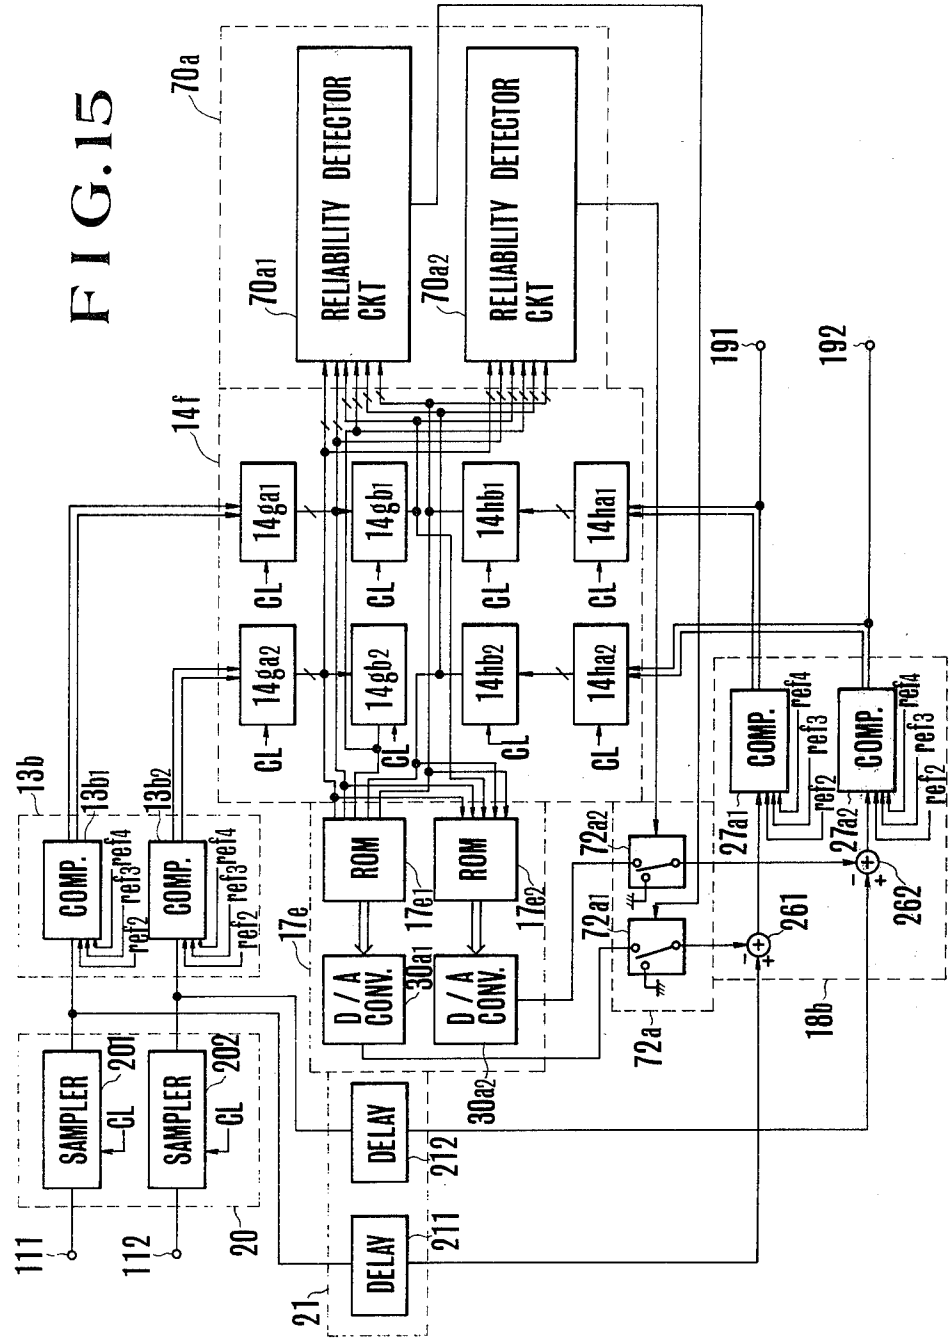 FIG.15
111
112
20
SAMPLER
201
CL
SAMPLER
202
CL
13b
COMP.
13b1
ref2
ref3
ref4
COMP.
13b2
ref2
ref3
ref4
14f
14ga1
CL
14ga2
CL
14gb1
CL
14gb2
CL
14hb1
CL
14hb2
CL
14ha1
CL
14ha2
CL
70a
70a1
RELIABILITY DETECTOR
CKT
70a2
RELIABILITY DETECTOR
CKT
17e
ROM
17e1
ROM
17e2
D / A
CONV.
30a1
D / A
CONV.
30a2
21
DELAY
211
DELAY
212
72a
72a1
72a2
18b
261
-
+
262
-
+
COMP.
27a1
ref2
ref3
ref4
COMP.
27a2
ref2
ref3
ref4
191
192